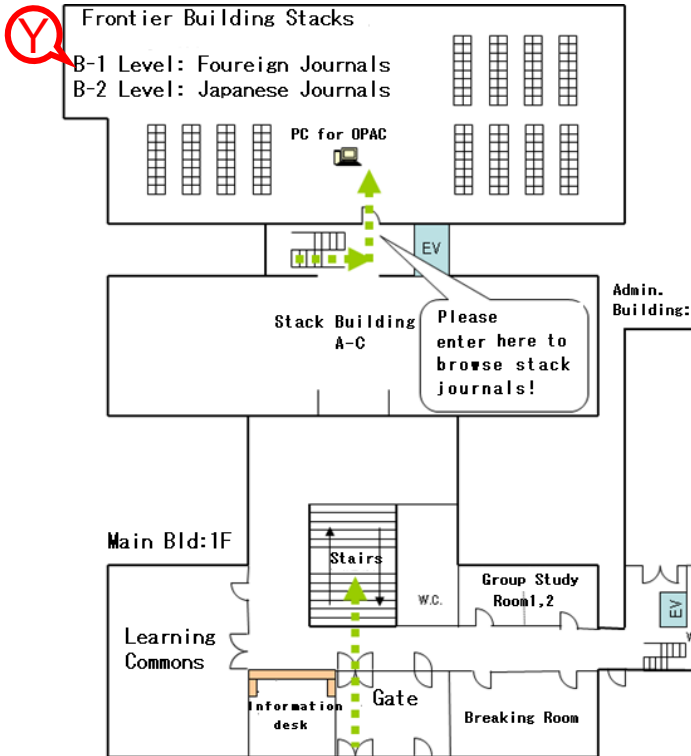 Y
Frontier Building Stacks
B-1 Level: Foureign Journals
B-2 Level: Japanese Journals
PC for OPAC
EV
Admin.
Building:
Stack Building
A-C
Please
enter here to
browse stack
journals!
Main Bld:1F
Stairs
W.C.
Group Study
Room1,2
EV
W
Learning
Commons
Information
desk
Gate
Breaking Room